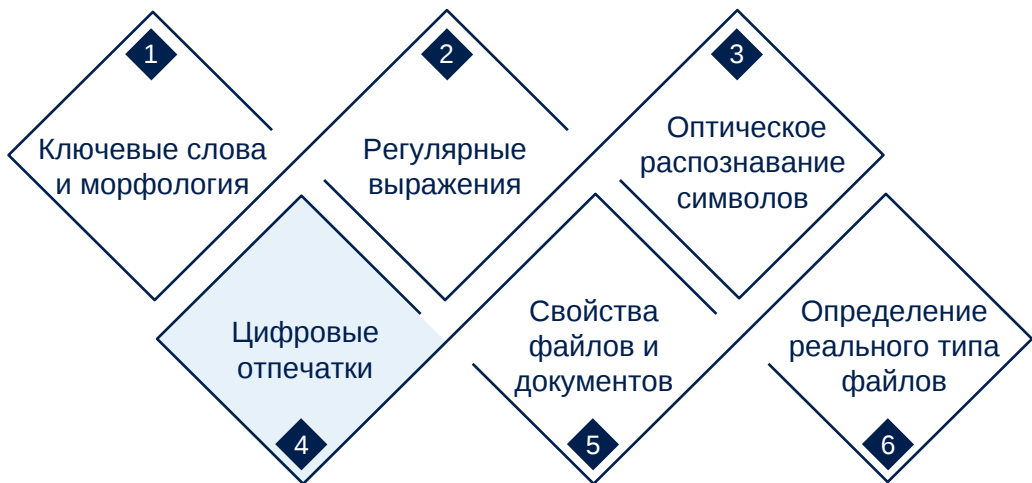 1
Ключевые слова
и морфология
2
Регулярные
выражения
3
Оптическое
распознавание
символов
Цифровые
отпечатки
4
Свойства
файлов и
документов
5
Определение
реального типа
файлов
6